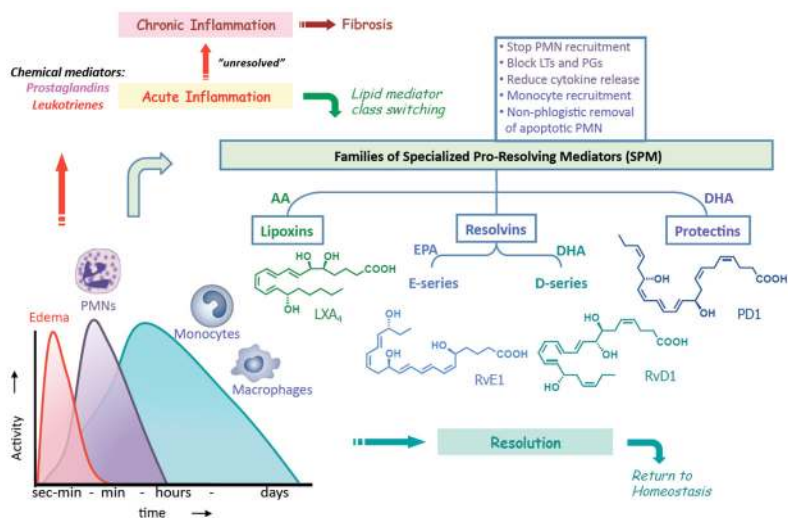 Chronic Inflammation
Fibrosis
"unresolved"
Chemical mediators:
Prostaglandins
Leukotrienes
Acute Inflammation
Lipid mediator
class switching
• Stop PMN recruitment
• Block LTs and PGs
• Reduce cytokine release
• Monocyte recruitment
• Non-phlogistic removal
of apoptotic PMN
Families of Specialized Pro-Resolving Mediators (SPM)
AA
Lipoxins
Resolvins
DHA
Protectins
EPA
DHA
E-series
D-series
OH OH
COOH
OH
LXA4
OH
OH
OH
COOH
RvE1
OH
OH
COOH
OH
RvD1
OH
COOH
OH
PD1
PMNs
Edema
Monocytes
Macrophages
Activity
sec-min - min - hours - days
time
Resolution
Return to
Homeostasis